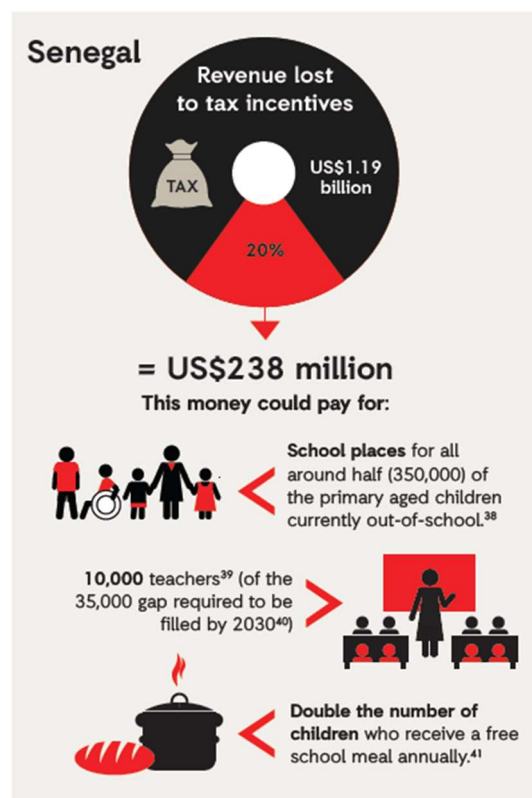 Senegal
Revenue lost
to tax incentives
TAX
US$1.19
billion
20%
= US$238 million
This money could pay for:
School places for all
around half (350,000) of
the primary aged children
currently out-of-school.³⁸
10,000 teachers³⁹ (of the
35,000 gap required to be
filled by 2030⁴⁰)
Double the number of
children who receive a free
school meal annually.⁴¹